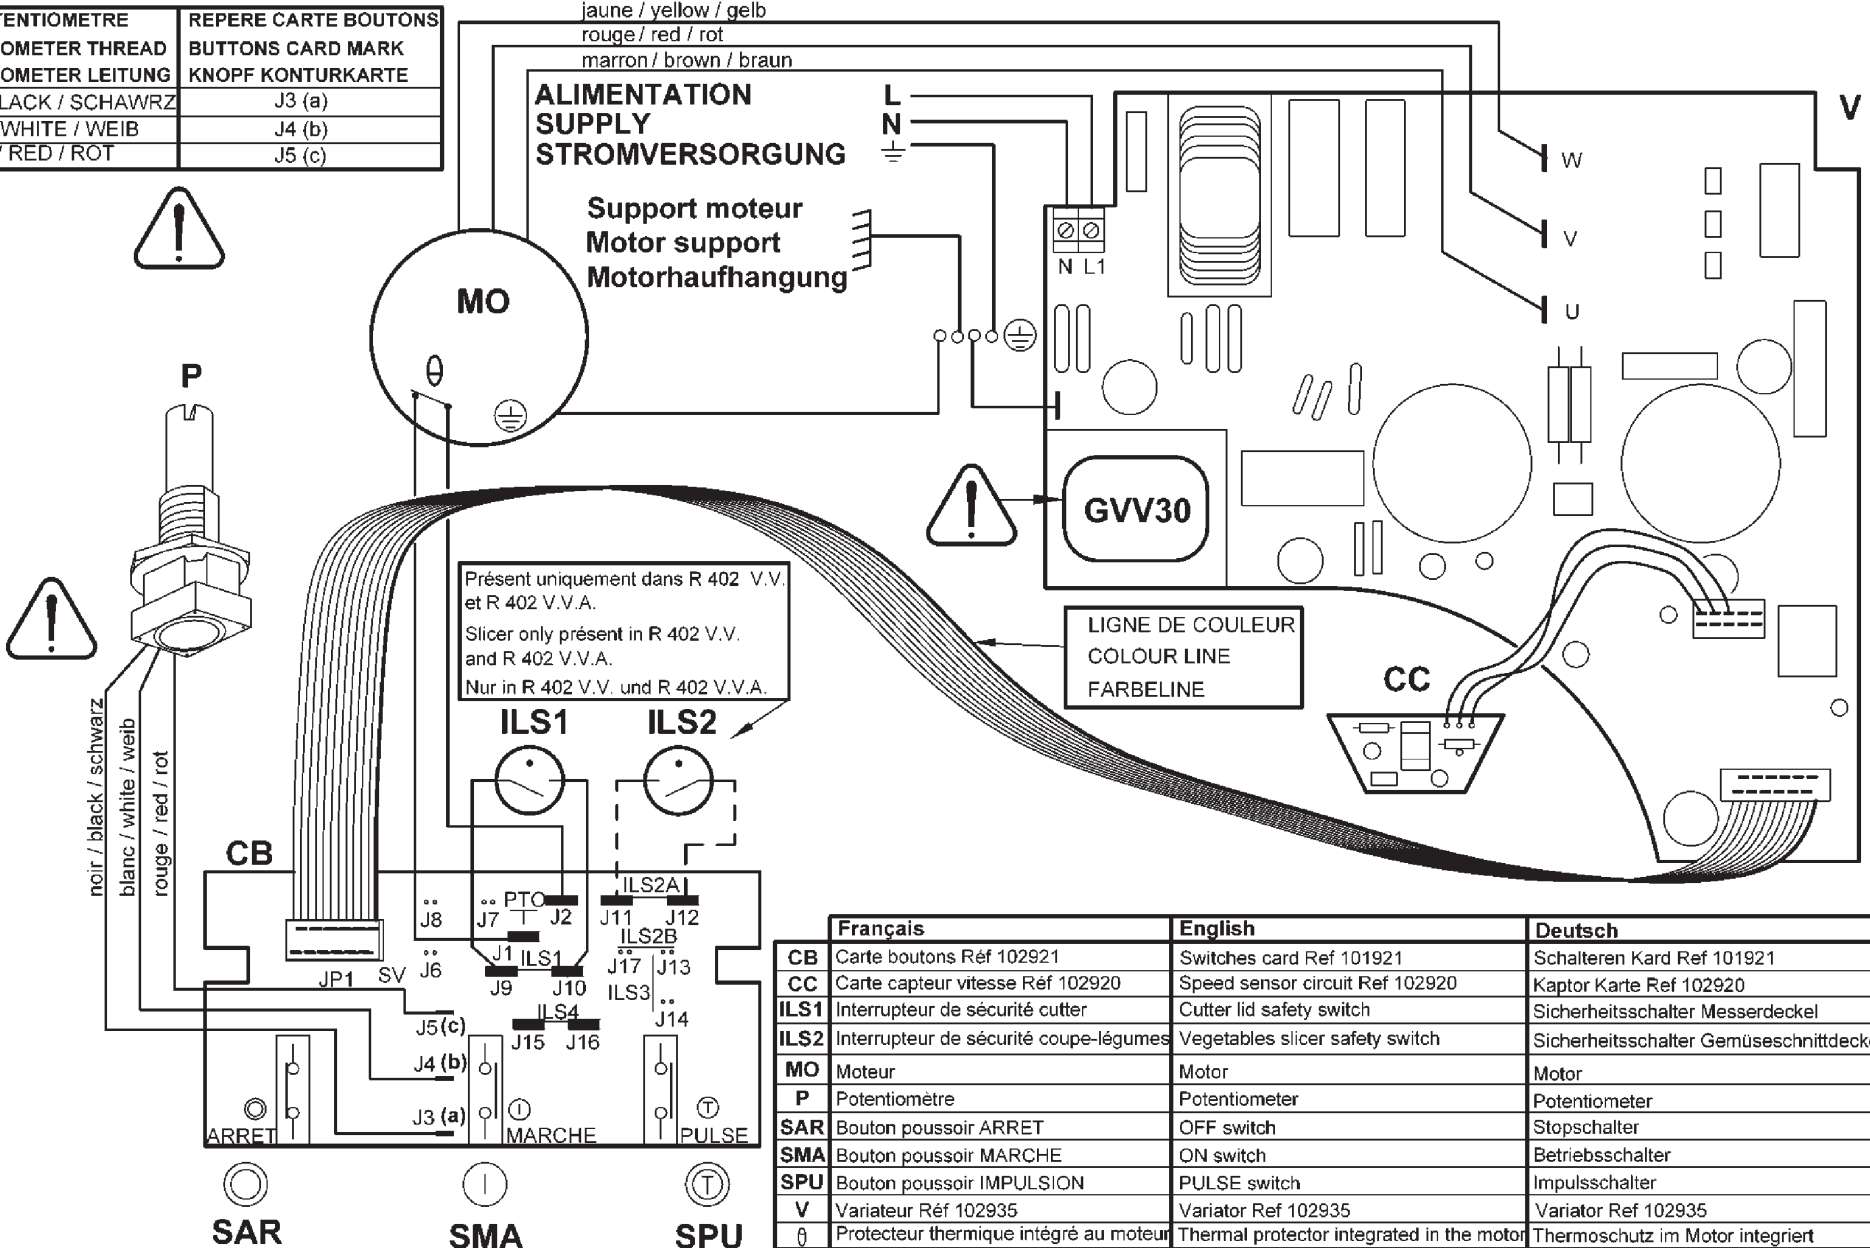 REPERE CARTE BOUTONS
THREAD BUTTONS CARD MARK
LEITUNG KNOPF KONTURKARTE
/ SCHAWRZ J3 (a)
WHITE / WEIB J4 (b)
/ RED / ROT J5 (c)
jaune / yellow / gelb
rouge / red / rot
marron / brown / braun
ALIMENTATION
SUPPLY
STROMVERSORGUNG
L
N
Support moteur
Motor support
Motorhaufhangung
V
W
V
U
N L1
MO
θ
P
GVV30
Présent uniquement dans R 402 V.V.
et R 402 V.V.A.
Slicer only présent in R 402 V.V.
and R 402 V.V.A.
Nur in R 402 V.V. und R 402 V.V.A.
LIGNE DE COULEUR
COLOUR LINE
FARBELINE
CC
ILS1
ILS2
noir / black / schwarz
blanc / white / weib
rouge / red / rot
CB
ILS2A
PTO
J8
J7
J2
J11
J12
J1
ILS2B
J6
ILS1
J17
J13
JP1
SV
J9
J10
ILS3
J5 (c)
ILS4
J14
J15
J16
J4 (b)
J3 (a)
ARRET
MARCHE
PULSE
SAR
SMA
SPU
Français English Deutsch
CB Carte boutons Réf 102921 Switches card Ref 101921 Schalteren Kard Ref 101921
CC Carte capteur vitesse Réf 102920 Speed sensor circuit Ref 102920 Kaptor Karte Ref 102920
ILS1 Interrupteur de sécurité cutter Cutter lid safety switch Sicherheitsschalter Messerdeckel
ILS2 Interrupteur de sécurité coupe-légumes Vegetables slicer safety switch Sicherheitsschalter
MO Moteur Motor Motor
P Potentiomètre Potentiometer Potentiometer
SAR Bouton poussoir ARRET OFF switch Stopschalter
SMA Bouton poussoir MARCHE ON switch Betriebsschalter
SPU Bouton poussoir IMPULSION PULSE switch Impulsschalter
V Variateur Réf 102935 Variator Ref 102935 Variator Ref 102935
θ Protecteur thermique intégré au moteur Thermal protector integrated in the motor Thermoschutz im Motor integriert